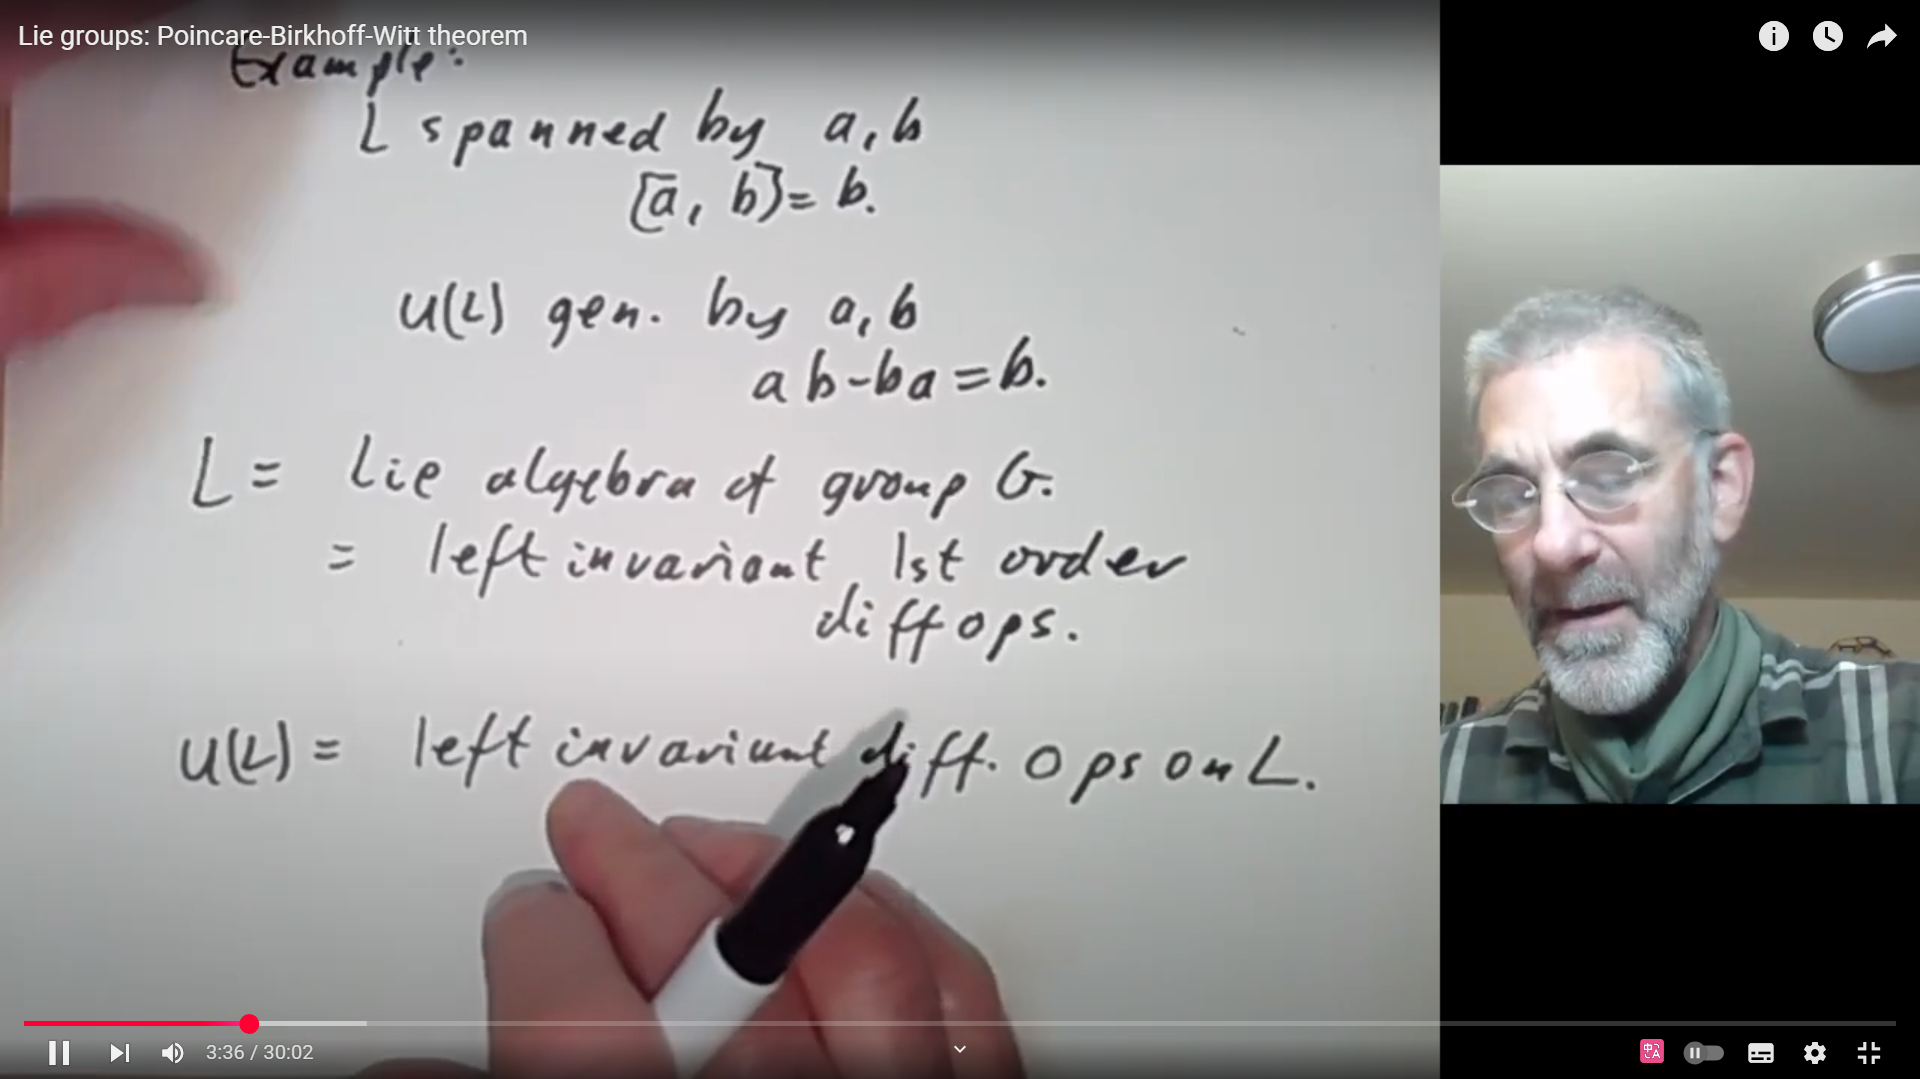 Lie groups: Poincare-Birkhoff-Witt theorem
Example:
L spanned by a, b
[a, b] = b.
U(L) gen. by a, b
ab-ba = b.
L = Lie algebra of group G.
= left invariant 1st order
diff ops.
U(L) = left invariant diff. ops on L.
3:36 / 30:02